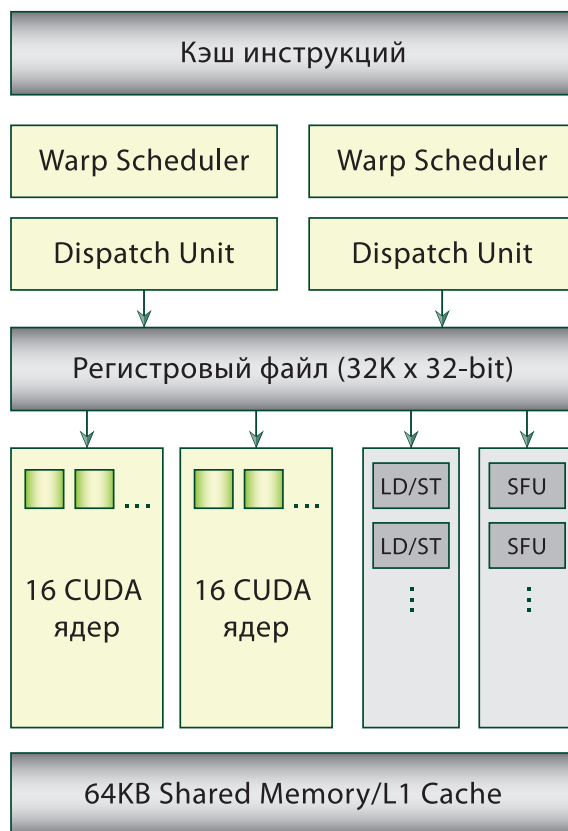 Кэш инструкций
Warp Scheduler
Warp Scheduler
Dispatch Unit
Dispatch Unit
Регистровый файл (32K x 32-bit)
...
...
LD/ST
SFU
LD/ST
SFU
16 CUDA
ядер
16 CUDA
ядер
64KB Shared Memory/L1 Cache